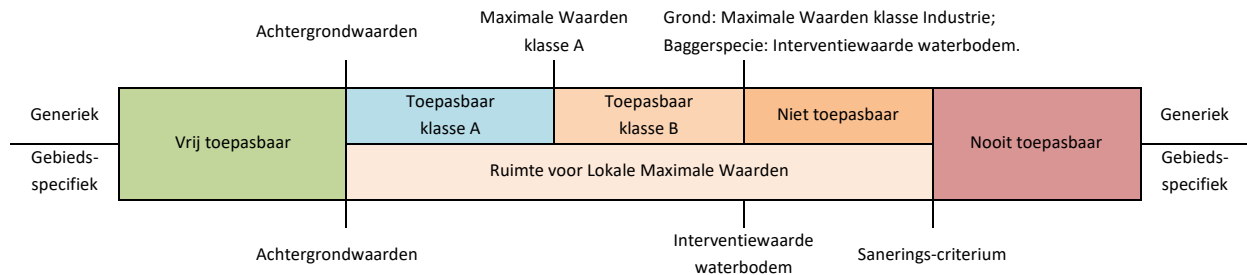 Achtergrondwaarden
Maximale Waarden
klasse A
Grond: Maximale Waarden klasse Industrie;
Baggerspecie: Interventiewaarde waterbodem.
Generiek
Gebieds-
specifiek
Vrij toepasbaar
Toepasbaar
klasse A
Toepasbaar
klasse B
Niet toepasbaar
Ruimte voor Lokale Maximale Waarden
Nooit toepasbaar
Generiek
Gebieds-
specifiek
Achtergrondwaarden
Interventiewaarde
waterbodem
Sanerings-criterium